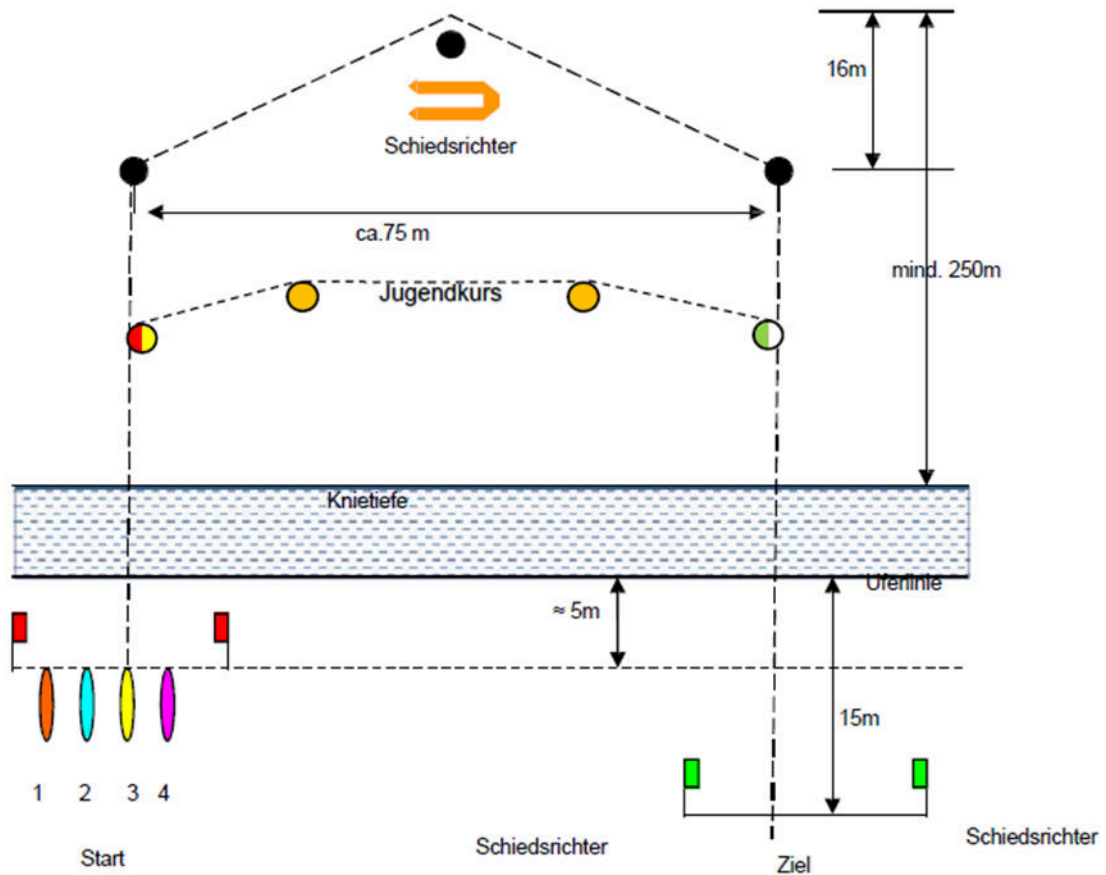 16m
Schiedsrichter
ca.75 m
mind. 250m
Jugendkurs
Knietiefe
Uferlinie
≈ 5m
15m
1 2 3 4
Start
Schiedsrichter
Ziel
Schiedsrichter